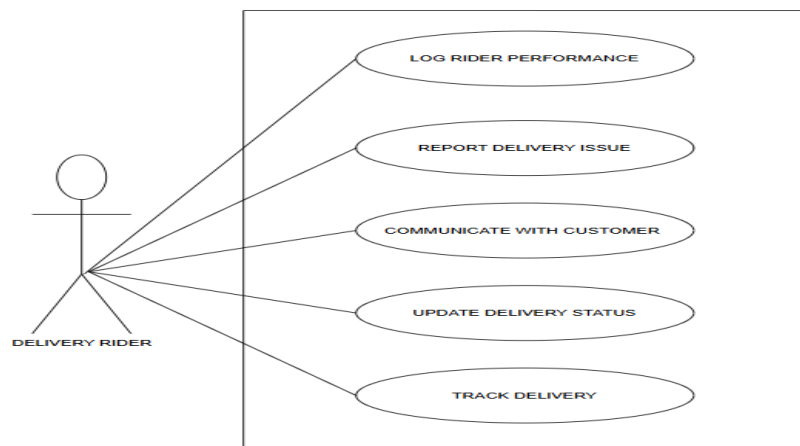 LOG RIDER PERFORMANCE
REPORT DELIVERY ISSUE
COMMUNICATE WITH CUSTOMER
UPDATE DELIVERY STATUS
DELIVERY RIDER
TRACK DELIVERY